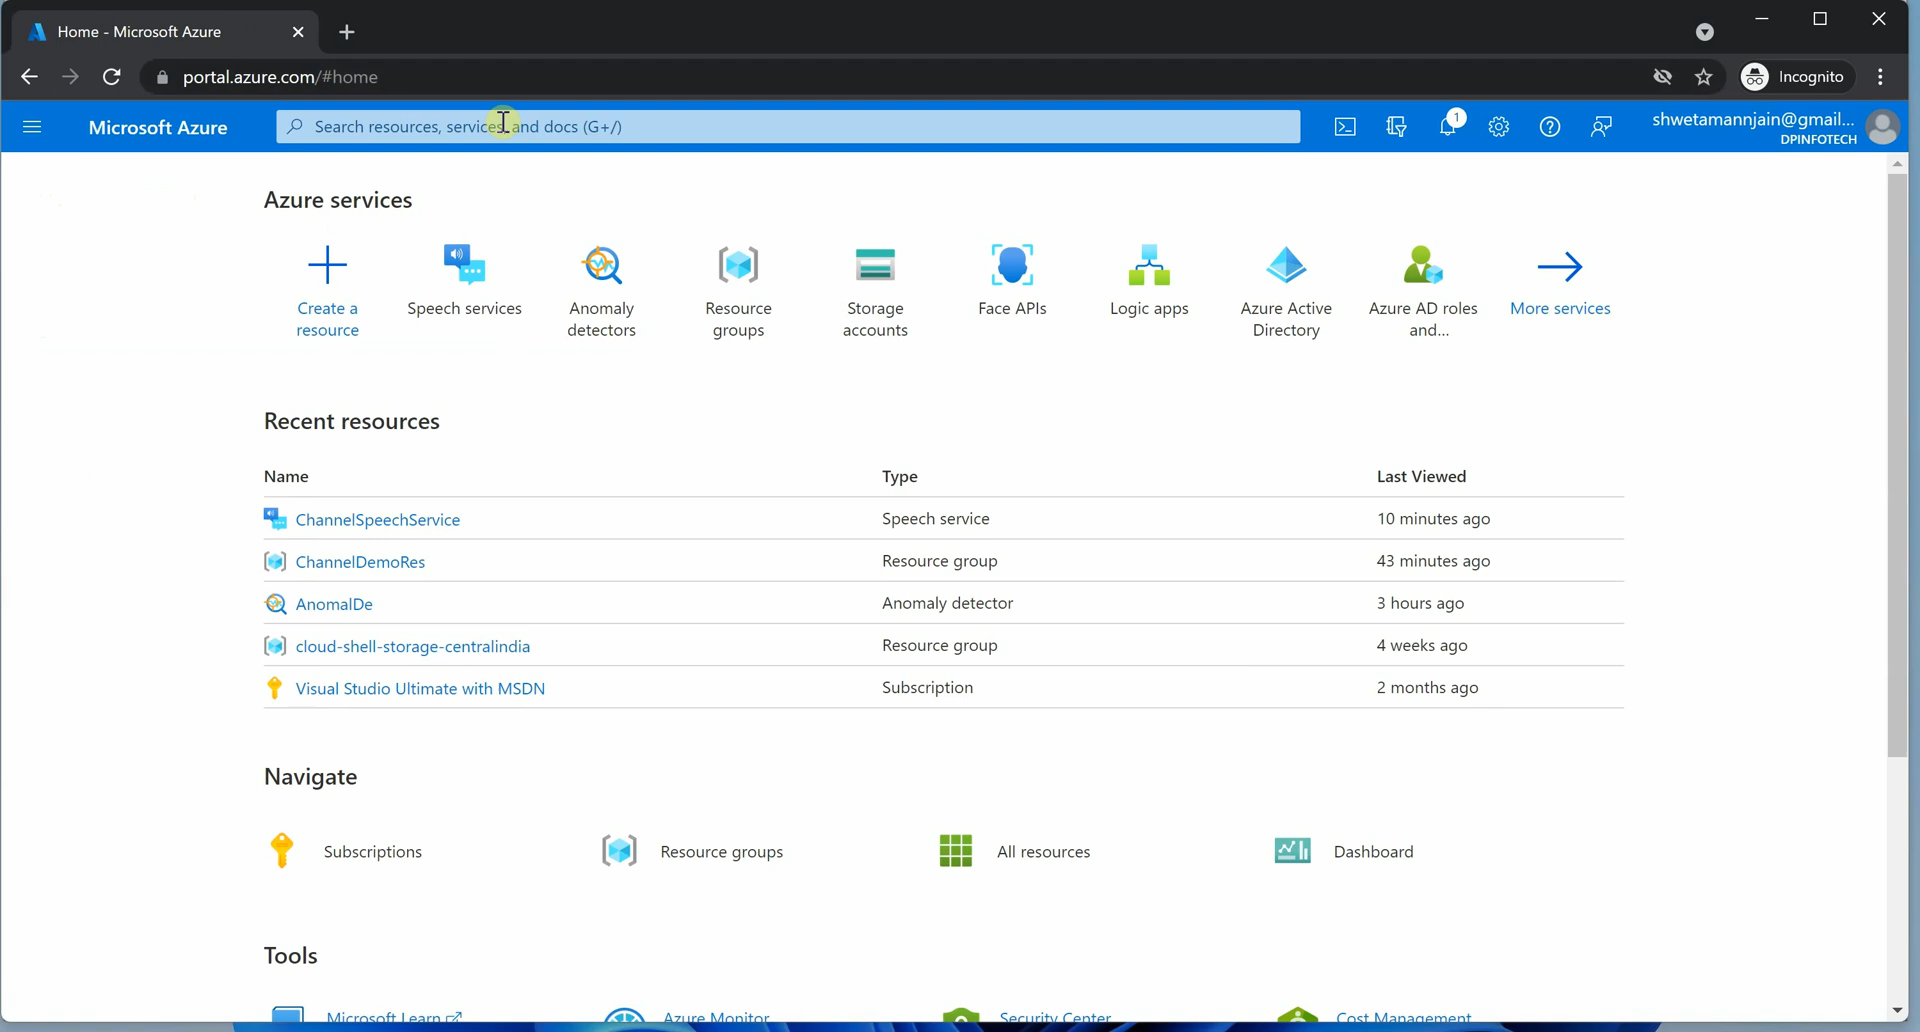 Home - Microsoft Azure
portal.azure.com/#home
Incognito
Microsoft Azure
Search resources, services, and docs (G+/)
1
shwetamannjain@gmail...
DPINFOTECH
Azure services
Create a resource
Speech services
Anomaly detectors
Resource groups
Storage accounts
Face APIs
Logic apps
Azure Active Directory
Azure AD roles and...
More services
Recent resources
Name Type Last Viewed
ChannelSpeechService Speech service 10 minutes ago
ChannelDemoRes Resource group 43 minutes ago
AnomalDe Anomaly detector 3 hours ago
cloud-shell-storage-centralindia Resource group 4 weeks ago
Visual Studio Ultimate with MSDN Subscription 2 months ago
Navigate
Subscriptions Resource groups All resources Dashboard
Tools
Microsoft Learn Azure Monitor Security Center Cost Management